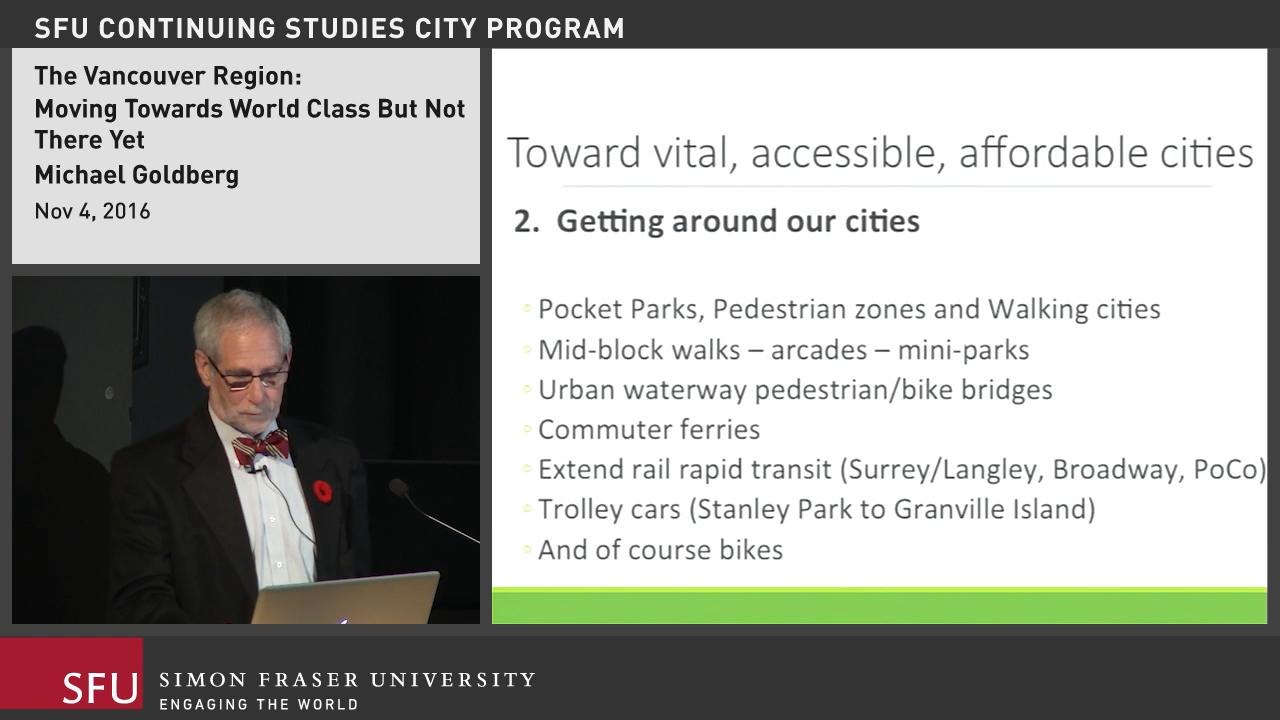 SFU CONTINUING STUDIES CITY PROGRAM
The Vancouver Region:
Moving Towards World Class But Not
There Yet
Michael Goldberg
Nov 4, 2016
Toward vital, accessible, affordable cities
2. Getting around our cities
◦ Pocket Parks, Pedestrian zones and Walking cities
◦ Mid-block walks – arcades – mini-parks
◦ Urban waterway pedestrian/bike bridges
◦ Commuter ferries
◦ Extend rail rapid transit (Surrey/Langley, Broadway, PoCo)
◦ Trolley cars (Stanley Park to Granville Island)
◦ And of course bikes
SFU
SIMON FRASER UNIVERSITY
ENGAGING THE WORLD